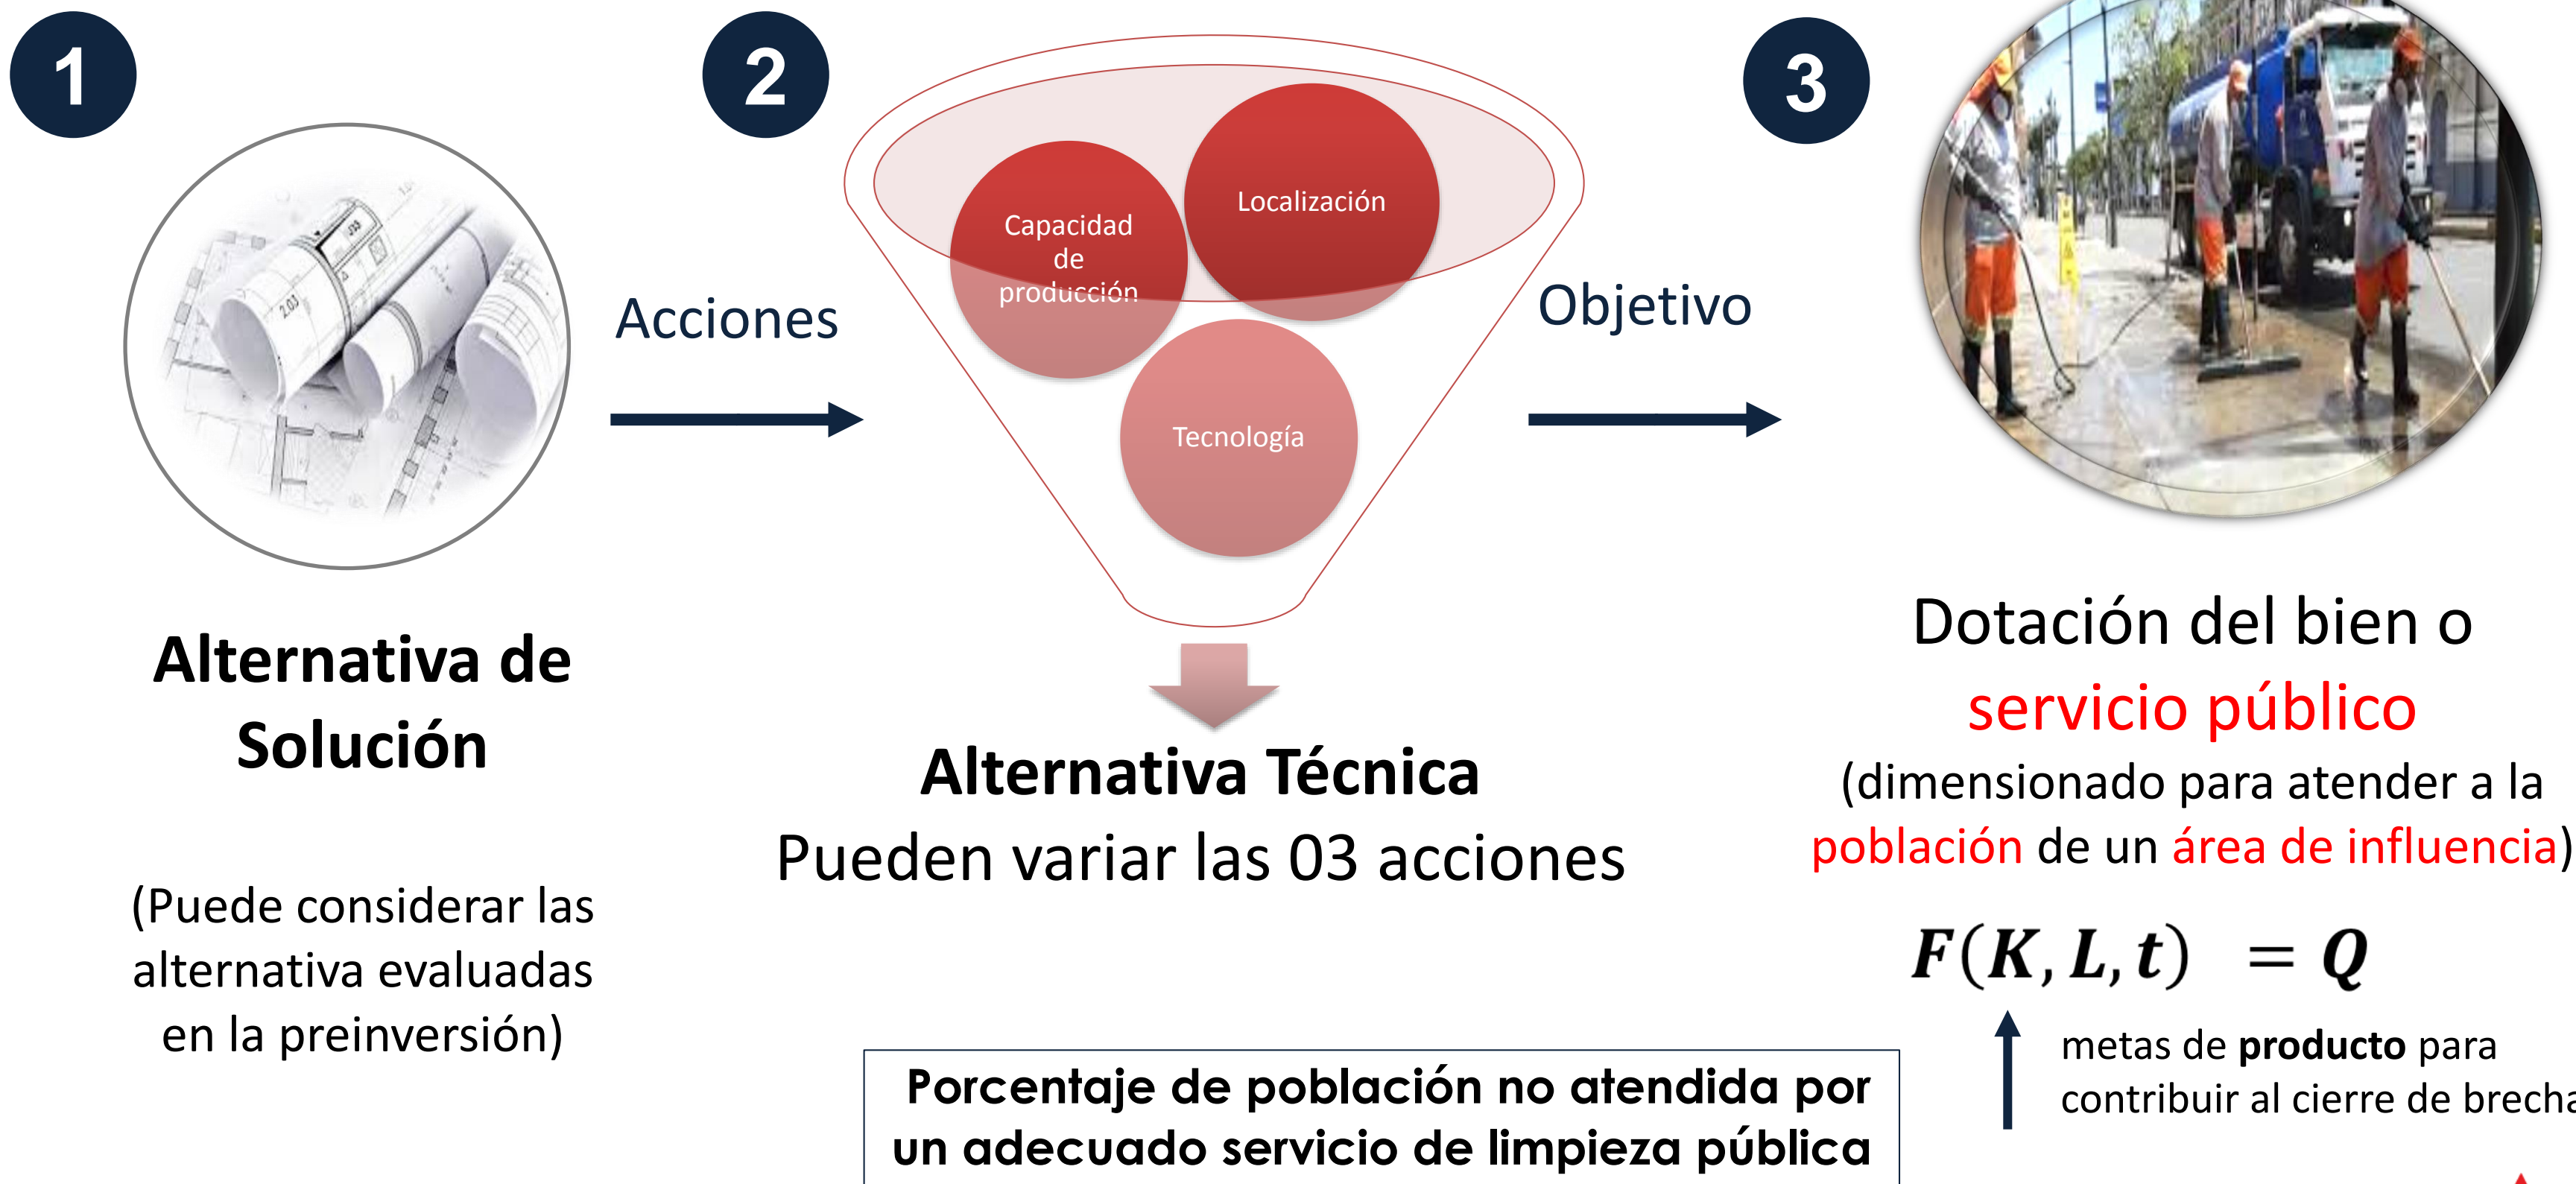 1
Alternativa de
Solución
(Puede considerar las
alternativa evaluadas
en la preinversión)
Acciones
2
Capacidad
de
producción
Localización
Tecnología
Alternativa Técnica
Pueden variar las 03 acciones
Objetivo
3
Dotación del bien o
servicio público
(dimensionado para atender a la
población de un área de influencia)
F(K, L, t) = Q
metas de producto para
contribuir al cierre de brecha
Porcentaje de población no atendida por
un adecuado servicio de limpieza pública